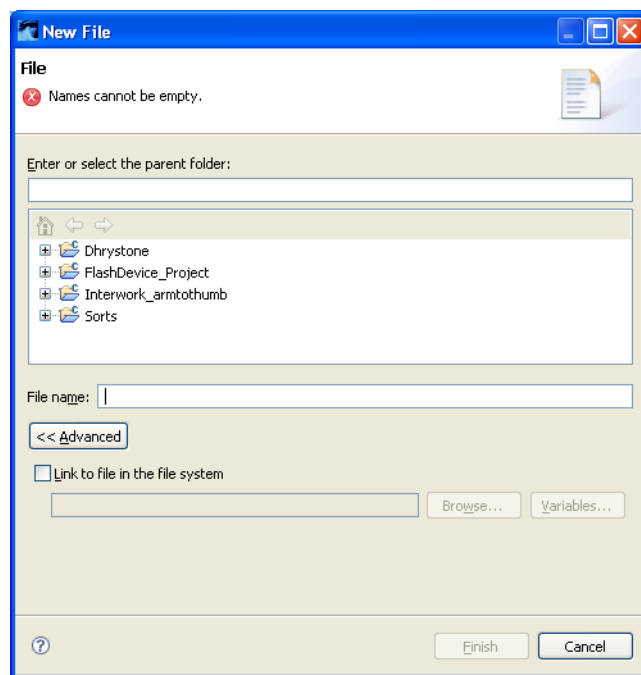 New File
File
Names cannot be empty.
Enter or select the parent folder:
Dhrystone
FlashDevice_Project
Interwork_armtothumb
Sorts
File name:
<< Advanced
Link to file in the file system
Browse... Variables...
Finish Cancel